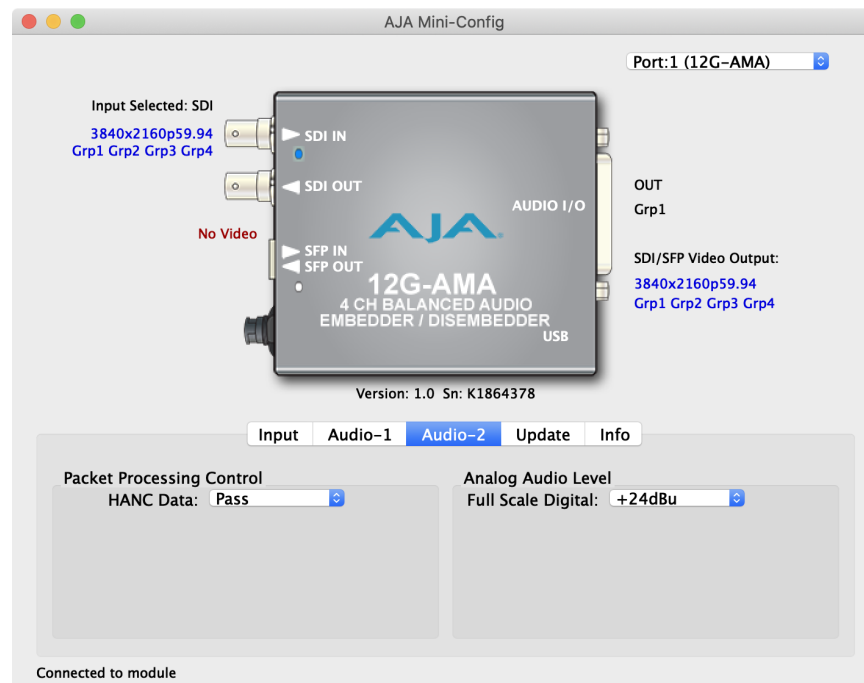 AJA Mini-Config
Port:1 (12G-AMA)
Input Selected: SDI
3840x2160p59.94
Grp1 Grp2 Grp3 Grp4
SDI IN
SDI OUT
AUDIO I/O
OUT
Grp1
No Video
AJA
SFP IN
SFP OUT
SDI/SFP Video Output:
3840x2160p59.94
Grp1 Grp2 Grp3 Grp4
12G-AMA
4 CH BALANCED AUDIO
EMBEDDER / DISEMBEDDER
USB
Version: 1.0 Sn: K1864378
Input Audio-1 Audio-2 Update Info
Packet Processing Control
HANC Data: Pass
Analog Audio Level
Full Scale Digital: +24dBu
Connected to module